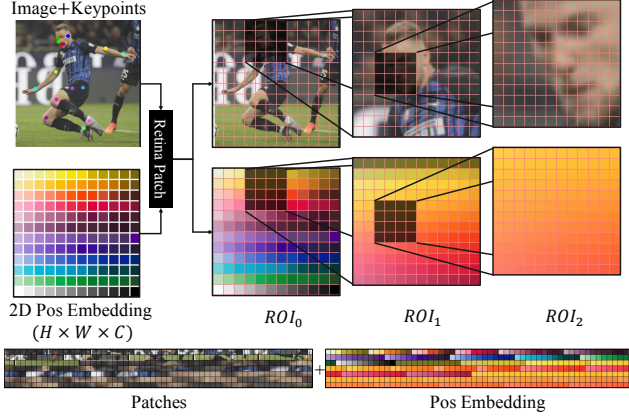 Image+Keypoints
Retina Patch
2D Pos Embedding
(H × W × C)
ROI₀
ROI₁
ROI₂
+
Patches
Pos Embedding